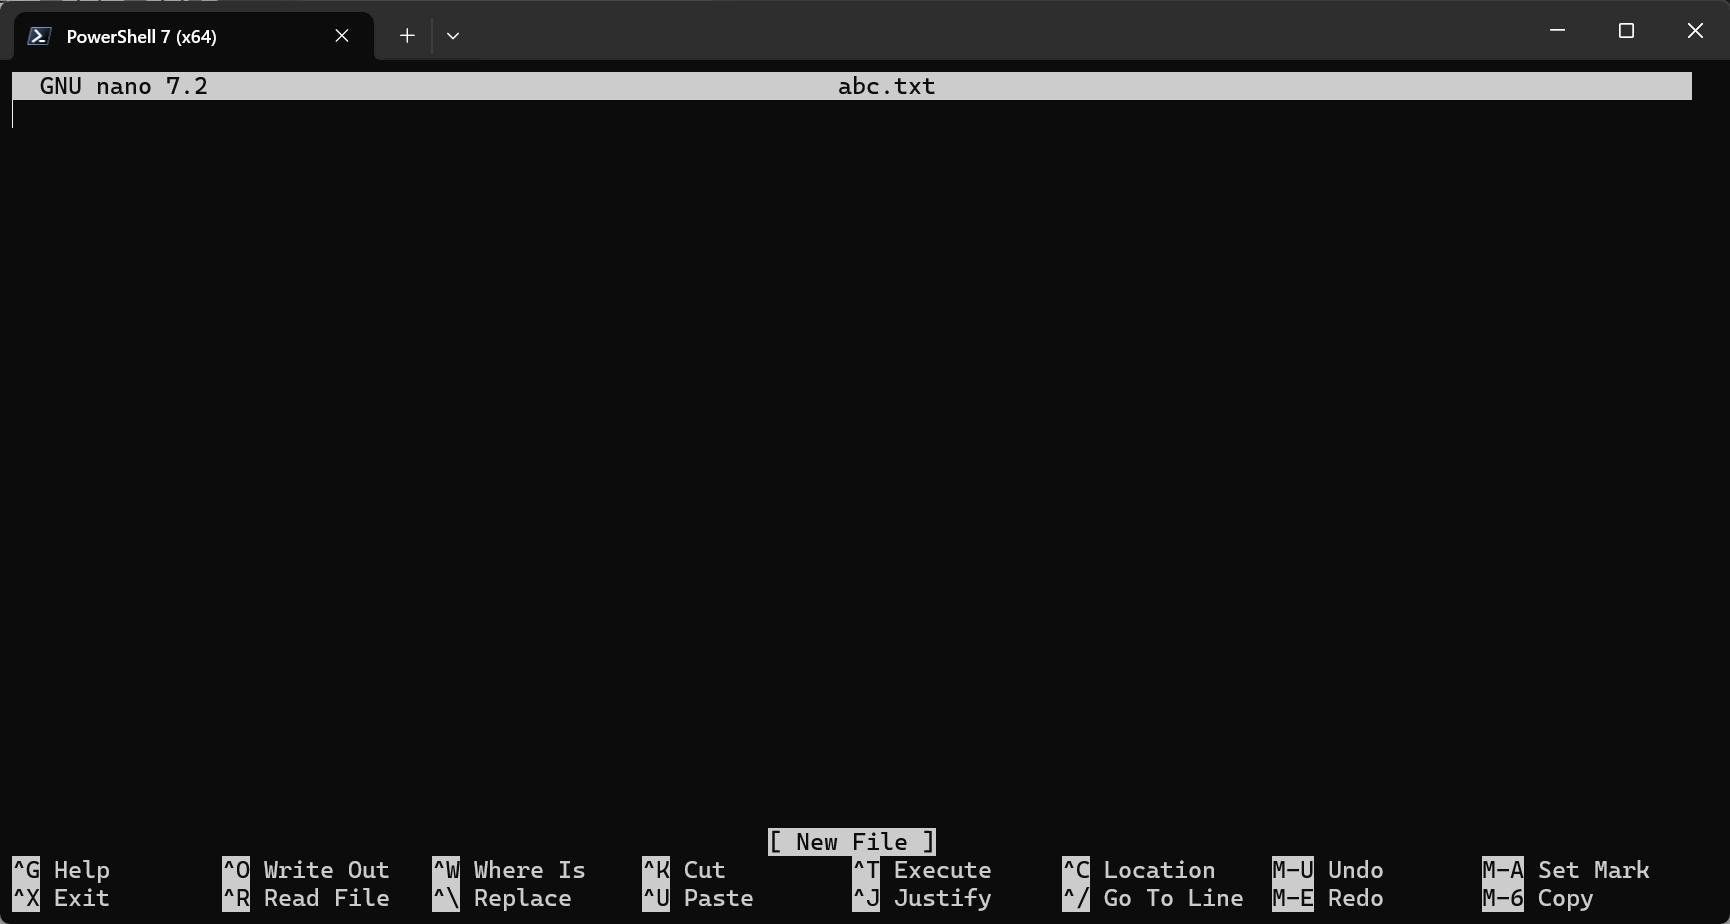 PowerShell 7 (x64)
GNU nano 7.2 abc.txt
[ New File ]
^G Help ^O Write Out ^W Where Is ^K Cut ^T Execute ^C Location M-U Undo M-A Set Mark
^X Exit ^R Read File ^\ Replace ^U Paste ^J Justify ^/ Go To Line M-E Redo M-6 Copy